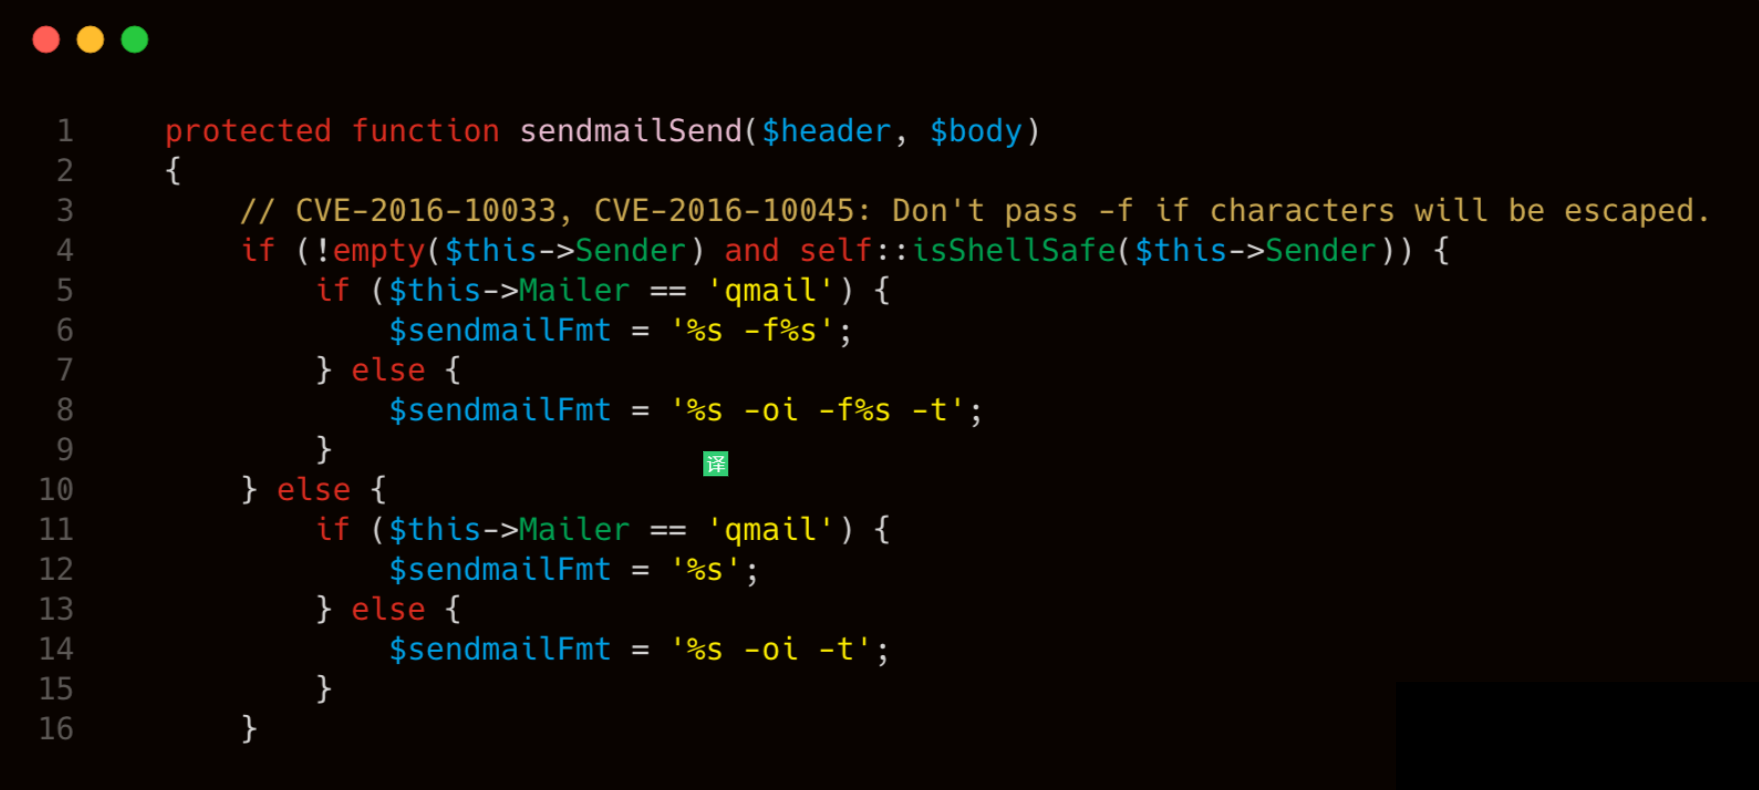 1 protected function sendmailSend($header, $body)
2 {
3 // CVE-2016-10033, CVE-2016-10045: Don't pass -f if characters will be escaped.
4 if (!empty($this->Sender) and self::isShellSafe($this->Sender)) {
5 if ($this->Mailer == 'qmail') {
6 $sendmailFmt = '%s -f%s';
7 } else {
8 $sendmailFmt = '%s -oi -f%s -t';
9 }
译
10 } else {
11 if ($this->Mailer == 'qmail') {
12 $sendmailFmt = '%s';
13 } else {
14 $sendmailFmt = '%s -oi -t';
15 }
16 }